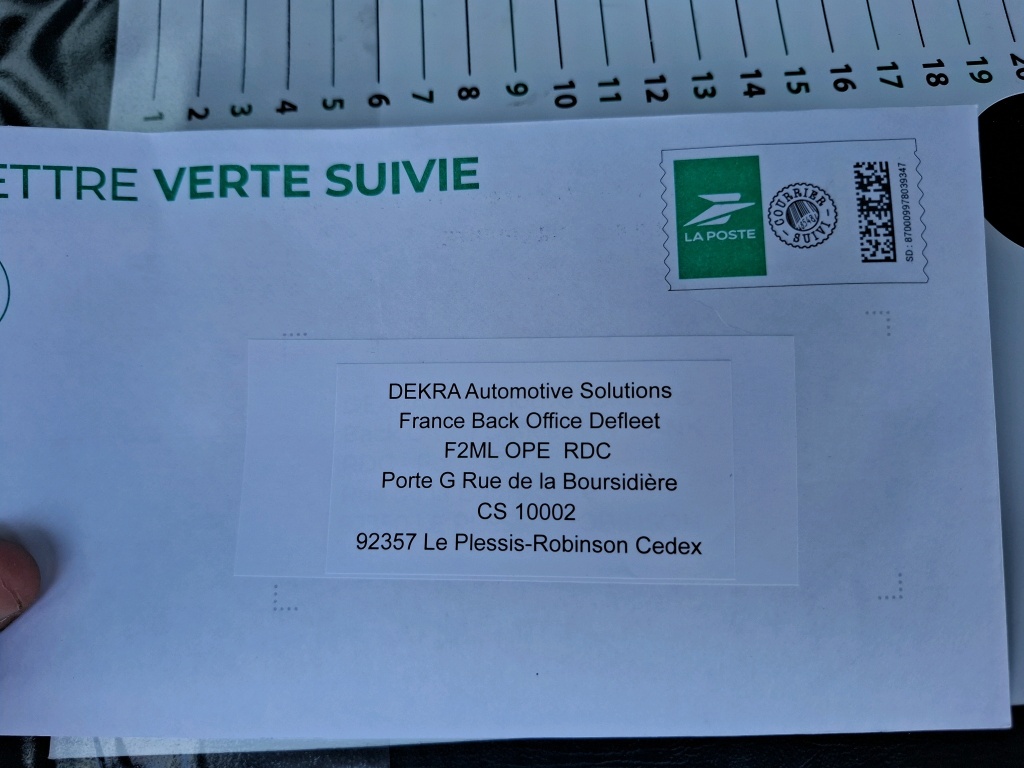 1 2 3 4 5 6 7 8 9 10 11 12 13 14 15 16 17 18 19 20
ETTRE VERTE SUIVIE
LA POSTE
COURRIER SUIVI
SD : 870009978039347
DEKRA Automotive Solutions
France Back Office Defleet
F2ML OPE  RDC
Porte G Rue de la Boursidière
CS 10002
92357 Le Plessis-Robinson Cedex